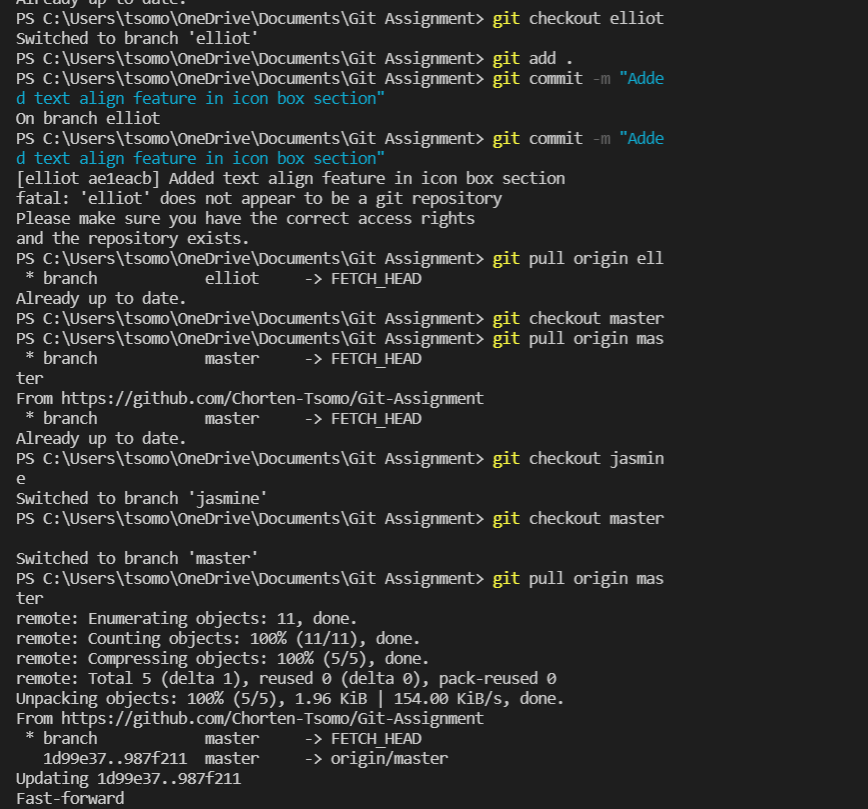 Already up to date.
PS C:\Users\tsomo\OneDrive\Documents\Git Assignment> git checkout elliot
Switched to branch 'elliot'
PS C:\Users\tsomo\OneDrive\Documents\Git Assignment> git add .
PS C:\Users\tsomo\OneDrive\Documents\Git Assignment> git commit -m "Adde
d text align feature in icon box section"
On branch elliot
PS C:\Users\tsomo\OneDrive\Documents\Git Assignment> git commit -m "Adde
d text align feature in icon box section"
[elliot ae1eacb] Added text align feature in icon box section
fatal: 'elliot' does not appear to be a git repository
Please make sure you have the correct access rights
and the repository exists.
PS C:\Users\tsomo\OneDrive\Documents\Git Assignment> git pull origin ell
 * branch            elliot     -> FETCH_HEAD
Already up to date.
PS C:\Users\tsomo\OneDrive\Documents\Git Assignment> git checkout master
PS C:\Users\tsomo\OneDrive\Documents\Git Assignment> git pull origin mas
 * branch            master     -> FETCH_HEAD
ter
From https://github.com/Chorten-Tsomo/Git-Assignment
 * branch            master     -> FETCH_HEAD
Already up to date.
PS C:\Users\tsomo\OneDrive\Documents\Git Assignment> git checkout jasmin
e
Switched to branch 'jasmine'
PS C:\Users\tsomo\OneDrive\Documents\Git Assignment> git checkout master
Switched to branch 'master'
PS C:\Users\tsomo\OneDrive\Documents\Git Assignment> git pull origin mas
ter
remote: Enumerating objects: 11, done.
remote: Counting objects: 100% (11/11), done.
remote: Compressing objects: 100% (5/5), done.
remote: Total 5 (delta 1), reused 0 (delta 0), pack-reused 0
Unpacking objects: 100% (5/5), 1.96 KiB | 154.00 KiB/s, done.
From https://github.com/Chorten-Tsomo/Git-Assignment
 * branch            master     -> FETCH_HEAD
   1d99e37..987f211  master     -> origin/master
Updating 1d99e37..987f211
Fast-forward